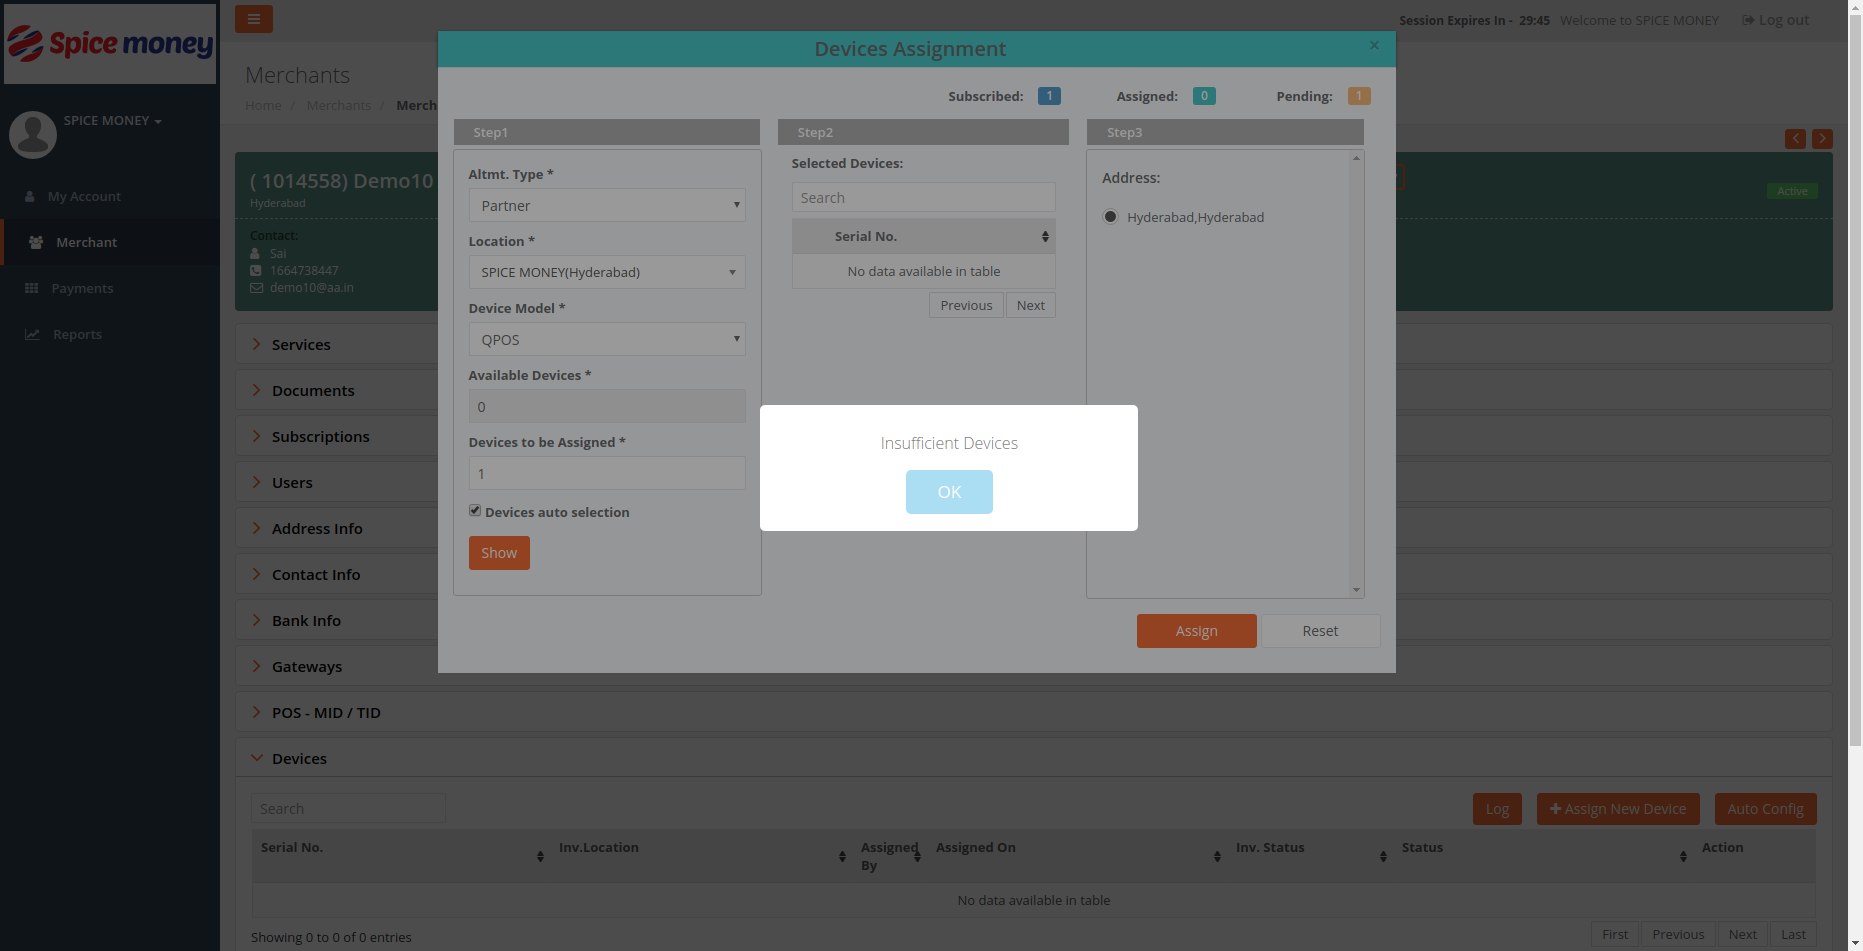 Spice money
Session Expires In - 29:45 Welcome to SPICE MONEY Log out
Devices Assignment
×
Merchants
Home / Merchants / Merch
SPICE MONEY
My Account
Merchant
Payments
Reports
Subscribed: 1 Assigned: 0 Pending: 1
Step1
Altmt. Type *
Partner
Location *
SPICE MONEY(Hyderabad)
Device Model *
QPOS
Available Devices *
0
Devices to be Assigned *
1
Devices auto selection
Show
Step2
Selected Devices:
Search
Serial No.
No data available in table
Previous Next
Step3
Address:
Hyderabad,Hyderabad
Assign Reset
Insufficient Devices
OK
( 1014558) Demo10
Hyderabad
Active
Contact:
Sai
1664738447
demo10@aa.in
Services
Documents
Subscriptions
Users
Address Info
Contact Info
Bank Info
Gateways
POS - MID / TID
Devices
Search
Log Assign New Device Auto Config
Serial No. Inv.Location Assigned By Assigned On Inv. Status Status Action
No data available in table
Showing 0 to 0 of 0 entries
First Previous Next Last